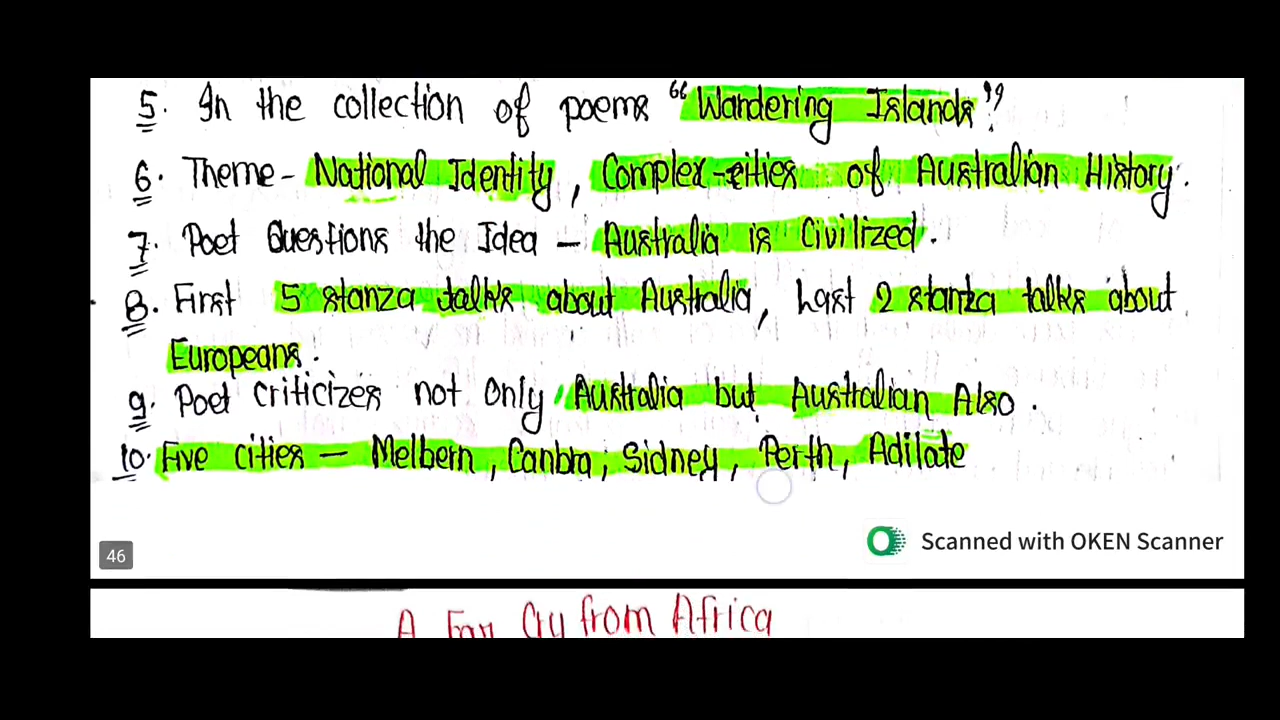 5. In the collection of poems "Wandering Islands".
6. Theme - National Identity, Complex-cities of Australian History.
7. Poet Questions the Idea - Australia is Civilized.
8. First 5 stanza talks about Australia, Last 2 stanza talks about
Europeans.
9. Poet criticizes not only Australia but Australian Also.
10. Five cities - Melbern, Canbra, Sidney, Perth, Adilate
46
Scanned with OKEN Scanner
A Far Cry from Africa